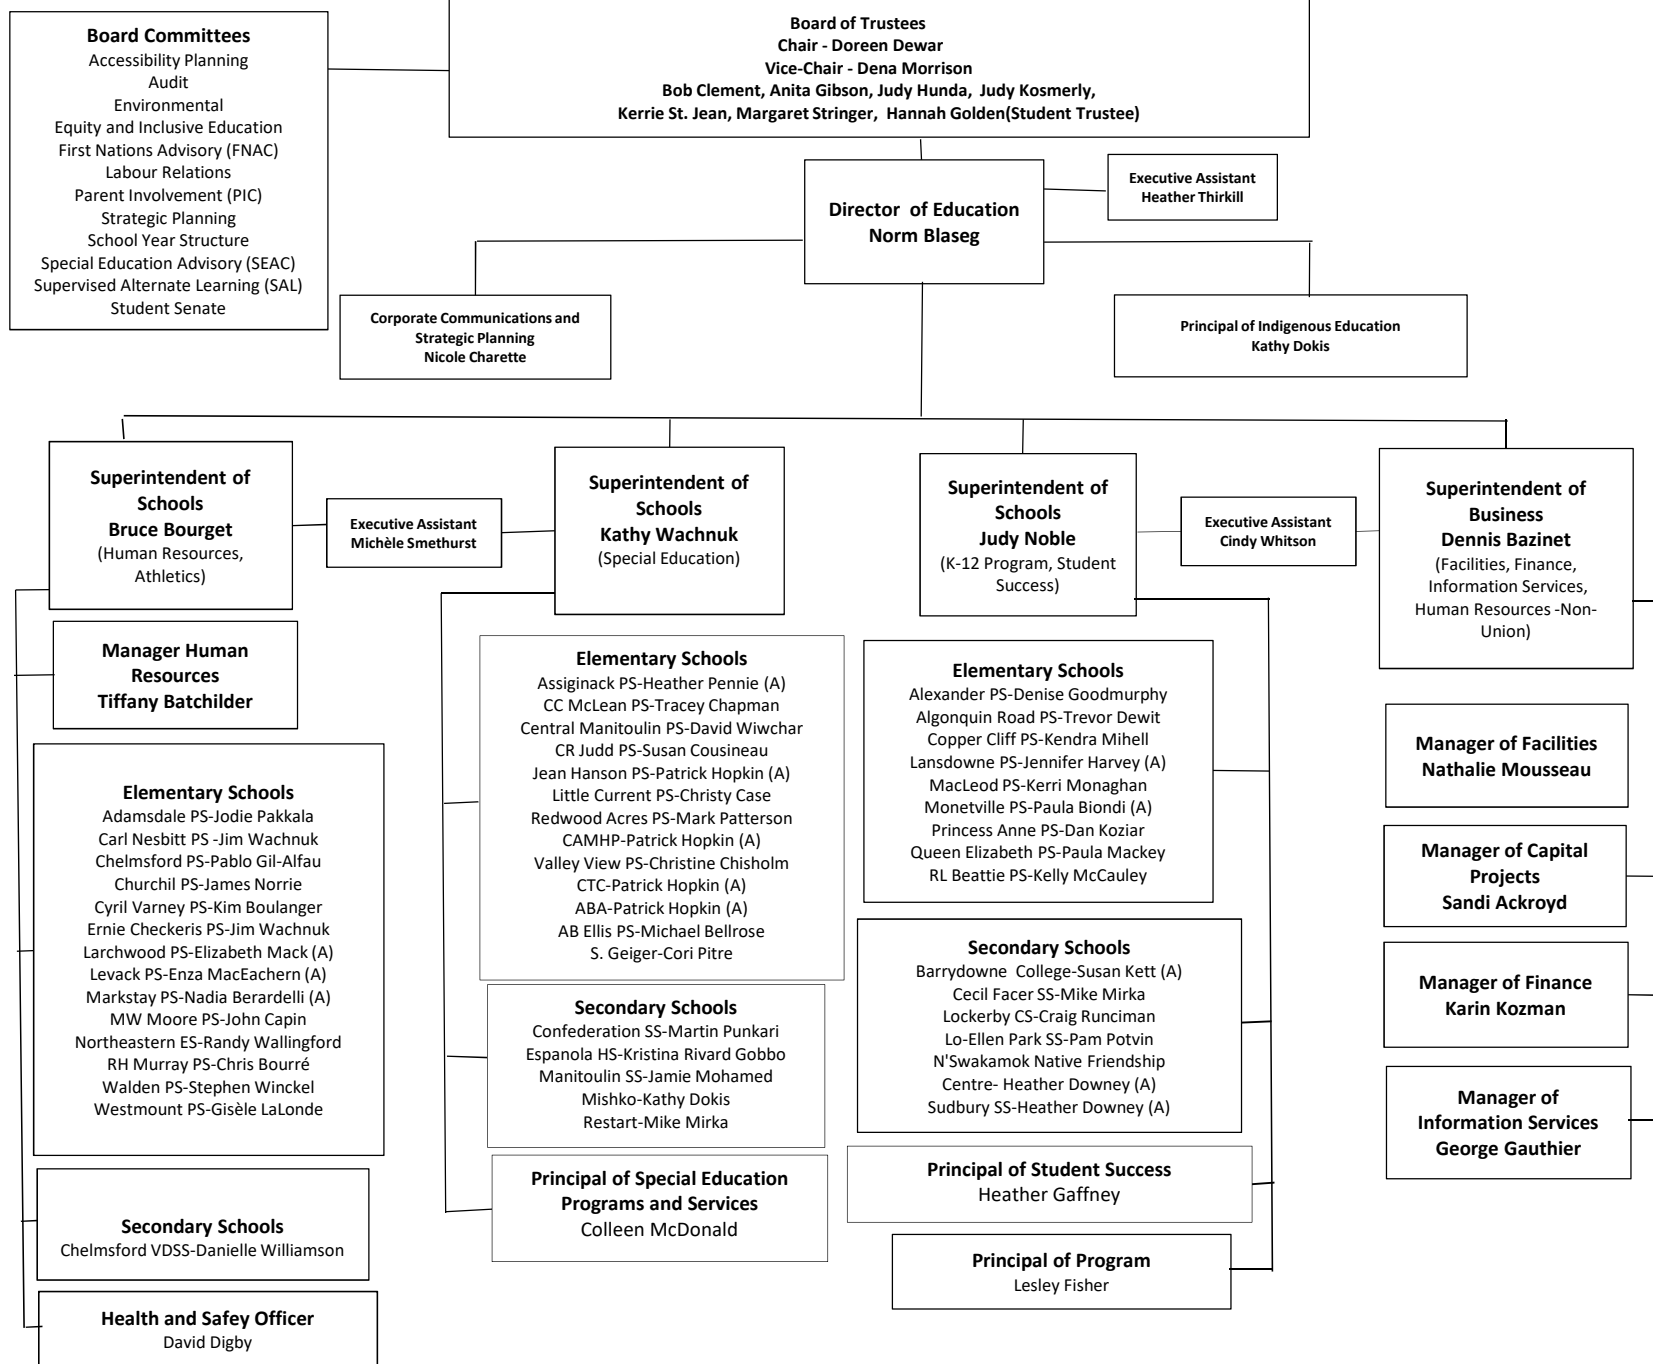 Board Committees
Accessibility Planning
Audit
Environmental
Equity and Inclusive Education
First Nations Advisory (FNAC)
Labour Relations
Parent Involvement (PIC)
Strategic Planning
School Year Structure
Special Education Advisory (SEAC)
Supervised Alternate Learning (SAL)
Student Senate
Board of Trustees
Chair - Doreen Dewar
Vice-Chair - Dena Morrison
Bob Clement, Anita Gibson, Judy Hunda, Judy Kosmerly,
Kerrie St. Jean, Margaret Stringer, Hannah Golden(Student Trustee)
Director of Education
Norm Blaseg
Executive Assistant
Heather Thirkill
Corporate Communications and
Strategic Planning
Nicole Charette
Principal of Indigenous Education
Kathy Dokis
Superintendent of
Schools
Bruce Bourget
(Human Resources,
Athletics)
Executive Assistant
Michèle Smethurst
Superintendent of
Schools
Kathy Wachnuk
(Special Education)
Superintendent of
Schools
Judy Noble
(K-12 Program, Student
Success)
Executive Assistant
Cindy Whitson
Superintendent of
Business
Dennis Bazinet
(Facilities, Finance,
Information Services,
Human Resources -Non-
Union)
Manager Human
Resources
Tiffany Batchilder
Elementary Schools
Adamsdale PS-Jodie Pakkala
Carl Nesbitt PS -Jim Wachnuk
Chelmsford PS-Pablo Gil-Alfau
Churchil PS-James Norrie
Cyril Varney PS-Kim Boulanger
Ernie Checkeris PS-Jim Wachnuk
Larchwood PS-Elizabeth Mack (A)
Levack PS-Enza MacEachern (A)
Markstay PS-Nadia Berardelli (A)
MW Moore PS-John Capin
Northeastern ES-Randy Wallingford
RH Murray PS-Chris Bourré
Walden PS-Stephen Winckel
Westmount PS-Gisèle LaLonde
Secondary Schools
Chelmsford VDSS-Danielle Williamson
Health and Safey Officer
David Digby
Elementary Schools
Assiginack PS-Heather Pennie (A)
CC McLean PS-Tracey Chapman
Central Manitoulin PS-David Wiwchar
CR Judd PS-Susan Cousineau
Jean Hanson PS-Patrick Hopkin (A)
Little Current PS-Christy Case
Redwood Acres PS-Mark Patterson
CAMHP-Patrick Hopkin (A)
Valley View PS-Christine Chisholm
CTC-Patrick Hopkin (A)
ABA-Patrick Hopkin (A)
AB Ellis PS-Michael Bellrose
S. Geiger-Cori Pitre
Secondary Schools
Confederation SS-Martin Punkari
Espanola HS-Kristina Rivard Gobbo
Manitoulin SS-Jamie Mohamed
Mishko-Kathy Dokis
Restart-Mike Mirka
Principal of Special Education
Programs and Services
Colleen McDonald
Elementary Schools
Alexander PS-Denise Goodmurphy
Algonquin Road PS-Trevor Dewit
Copper Cliff PS-Kendra Mihell
Lansdowne PS-Jennifer Harvey (A)
MacLeod PS-Kerri Monaghan
Monetville PS-Paula Biondi (A)
Princess Anne PS-Dan Koziar
Queen Elizabeth PS-Paula Mackey
RL Beattie PS-Kelly McCauley
Secondary Schools
Barrydowne College-Susan Kett (A)
Cecil Facer SS-Mike Mirka
Lockerby CS-Craig Runciman
Lo-Ellen Park SS-Pam Potvin
N'Swakamok Native Friendship
Centre- Heather Downey (A)
Sudbury SS-Heather Downey (A)
Principal of Student Success
Heather Gaffney
Principal of Program
Lesley Fisher
Manager of Facilities
Nathalie Mousseau
Manager of Capital
Projects
Sandi Ackroyd
Manager of Finance
Karin Kozman
Manager of
Information Services
George Gauthier